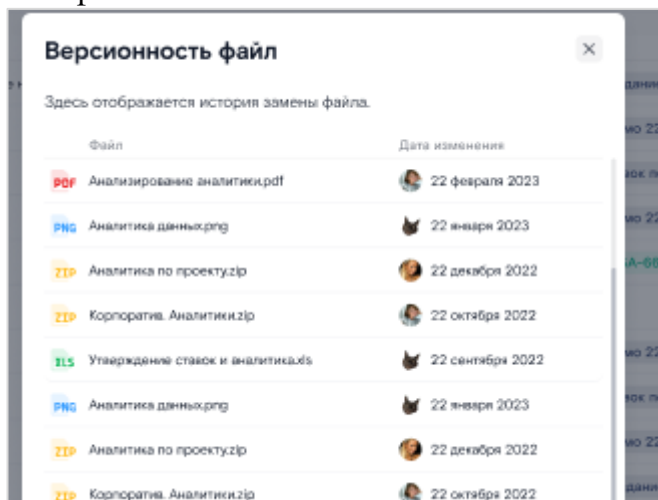 Версионность файл
Здесь отображается история замены файла.
Файл Дата изменения
PDF Анализирование аналитики.pdf 22 февраля 2023
PNG Аналитика данных.png 22 января 2023
ZIP Аналитика по проекту.zip 22 декабря 2022
ZIP Корпоратив. Аналитики.zip 22 октября 2022
XLS Утверждение ставок и аналитика.xls 22 сентября 2022
PNG Аналитика данных.png 22 января 2023
ZIP Аналитика по проекту.zip 22 декабря 2022
ZIP Корпоратив. Аналитики.zip 22 октября 2022